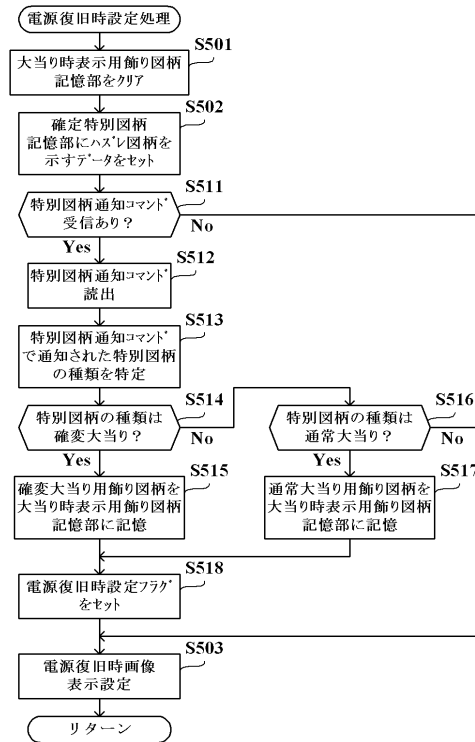 電源復旧時設定処理
S501
大当り時表示用飾り図柄
記憶部をクリア
S502
確定特別図柄
記憶部にハズレ図柄を
示すデータをセット
S511
特別図柄通知コマンド
受信あり？
Yes
No
S512
特別図柄通知コマンド
読出
S513
特別図柄通知コマンド
で通知された特別図柄
の種類を特定
S514
特別図柄の種類は
確変大当り？
Yes
No
S516
特別図柄の種類は
通常大当り？
Yes
No
S515
確変大当り用飾り図柄を
大当り時表示用飾り図柄
記憶部に記憶
S517
通常大当り用飾り図柄を
大当り時表示用飾り図柄
記憶部に記憶
S518
電源復旧時設定フラグ
をセット
S503
電源復旧時画像
表示設定
リターン